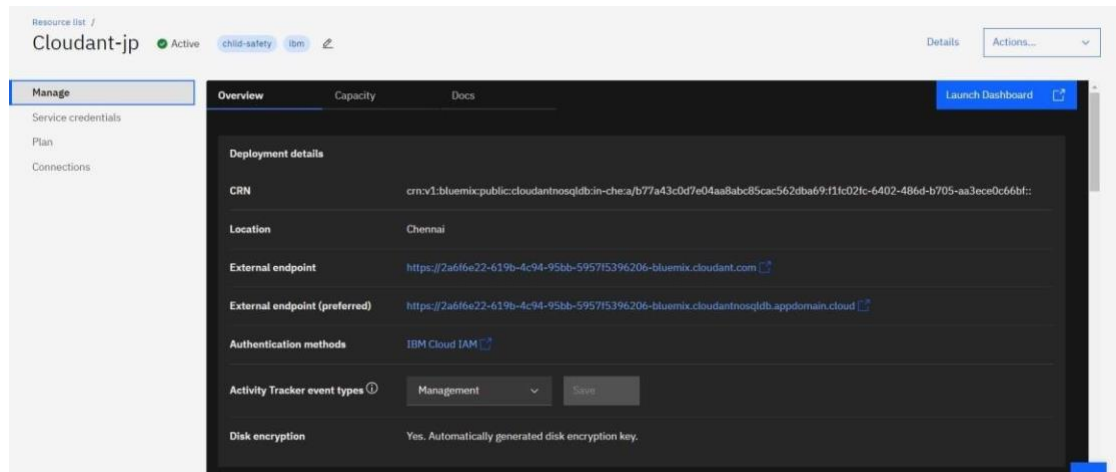 Resource list /
Cloudant-jp Active child-safety ibm Details Actions...
Manage Overview Capacity Docs Launch Dashboard
Service credentials
Plan
Connections
Deployment details
CRN crn:v1:bluemix:public:cloudantnosqldb:in-che:a/b77a43c0d7e04aa8abc85cac562dba69:f1fc02fc-6402-486d-b705-aa3ece0c66bf::
Location Chennai
External endpoint https://2a6f6e22-619b-4c94-95bb-5957f5396206-bluemix.cloudant.com
External endpoint (preferred) https://2a6f6e22-619b-4c94-95bb-5957f5396206-bluemix.cloudantnosqldb.appdomain.cloud
Authentication methods IBM Cloud IAM
Activity Tracker event types Management Save
Disk encryption Yes. Automatically generated disk encryption key.